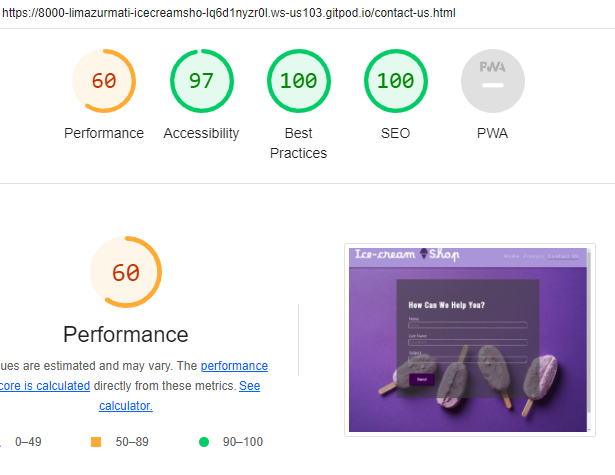 https://8000-limazurmati-icecreamsho-lq6d1nyzr0l.ws-us103.gitpod.io/contact-us.html
60 97 100 100 PWA
Performance Accessibility Best Practices SEO PWA
60
Performance
ues are estimated and may vary. The performance
core is calculated directly from these metrics. See
calculator.
0–49 50–89 90–100
Ice-cream Shop
Home Flavors Contact Us
How Can We Help You?
Name
Last Name
Subject
Send